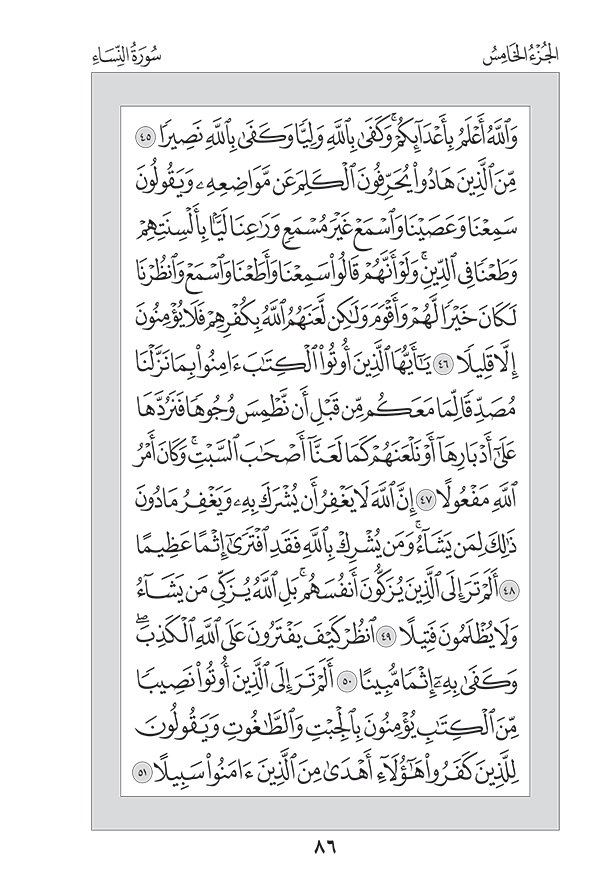 الجُزْءُ الخَامِسُ
سُورَةُ النِّسَاءِ
وَٱللَّهُ أَعْلَمُ بِأَعْدَآئِكُمْۚ وَكَفَىٰ بِٱللَّهِ وَلِيًّا وَكَفَىٰ بِٱللَّهِ نَصِيرًا ٤٥
مِّنَ ٱلَّذِينَ هَادُوا۟ يُحَرِّفُونَ ٱلْكَلِمَ عَن مَّوَاضِعِهِۦ وَيَقُولُونَ
سَمِعْنَا وَعَصَيْنَا وَٱسْمَعْ غَيْرَ مُسْمَعٍ وَرَٰعِنَا لَيًّۢا بِأَلْسِنَتِهِمْ
وَطَعْنًا فِى ٱلدِّينِۚ وَلَوْ أَنَّهُمْ قَالُوا۟ سَمِعْنَا وَأَطَعْنَا وَٱسْمَعْ وَٱنظُرْنَا
لَكَانَ خَيْرًا لَّهُمْ وَأَقْوَمَ وَلَٰكِن لَّعَنَهُمُ ٱللَّهُ بِكُفْرِهِمْ فَلَا يُؤْمِنُونَ
إِلَّا قَلِيلًا ٤٦ يَٰٓأَيُّهَا ٱلَّذِينَ أُوتُوا۟ ٱلْكِتَٰبَ ءَامِنُوا۟ بِمَا نَزَّلْنَا
مُصَدِّقًا لِّمَا مَعَكُم مِّن قَبْلِ أَن نَّطْمِسَ وُجُوهًا فَنَرُدَّهَا
عَلَىٰٓ أَدْبَارِهَآ أَوْ نَلْعَنَهُمْ كَمَا لَعَنَّآ أَصْحَٰبَ ٱلسَّبْتِۚ وَكَانَ أَمْرُ
ٱللَّهِ مَفْعُولًا ٤٧ إِنَّ ٱللَّهَ لَا يَغْفِرُ أَن يُشْرَكَ بِهِۦ وَيَغْفِرُ مَا دُونَ
ذَٰلِكَ لِمَن يَشَآءُۚ وَمَن يُشْرِكْ بِٱللَّهِ فَقَدِ ٱفْتَرَىٰٓ إِثْمًا عَظِيمًا
٤٨ أَلَمْ تَرَ إِلَى ٱلَّذِينَ يُزَكُّونَ أَنفُسَهُمۚ بَلِ ٱللَّهُ يُزَكِّى مَن يَشَآءُ
وَلَا يُظْلَمُونَ فَتِيلًا ٤٩ ٱنظُرْ كَيْفَ يَفْتَرُونَ عَلَى ٱللَّهِ ٱلْكَذِبَۖ
وَكَفَىٰ بِهِۦٓ إِثْمًا مُّبِينًا ٥٠ أَلَمْ تَرَ إِلَى ٱلَّذِينَ أُوتُوا۟ نَصِيبًا
مِّنَ ٱلْكِتَٰبِ يُؤْمِنُونَ بِٱلْجِبْتِ وَٱلطَّٰغُوتِ وَيَقُولُونَ
لِلَّذِينَ كَفَرُوا۟ هَٰٓؤُلَآءِ أَهْدَىٰ مِنَ ٱلَّذِينَ ءَامَنُوا۟ سَبِيلًا ٥١
٨٦